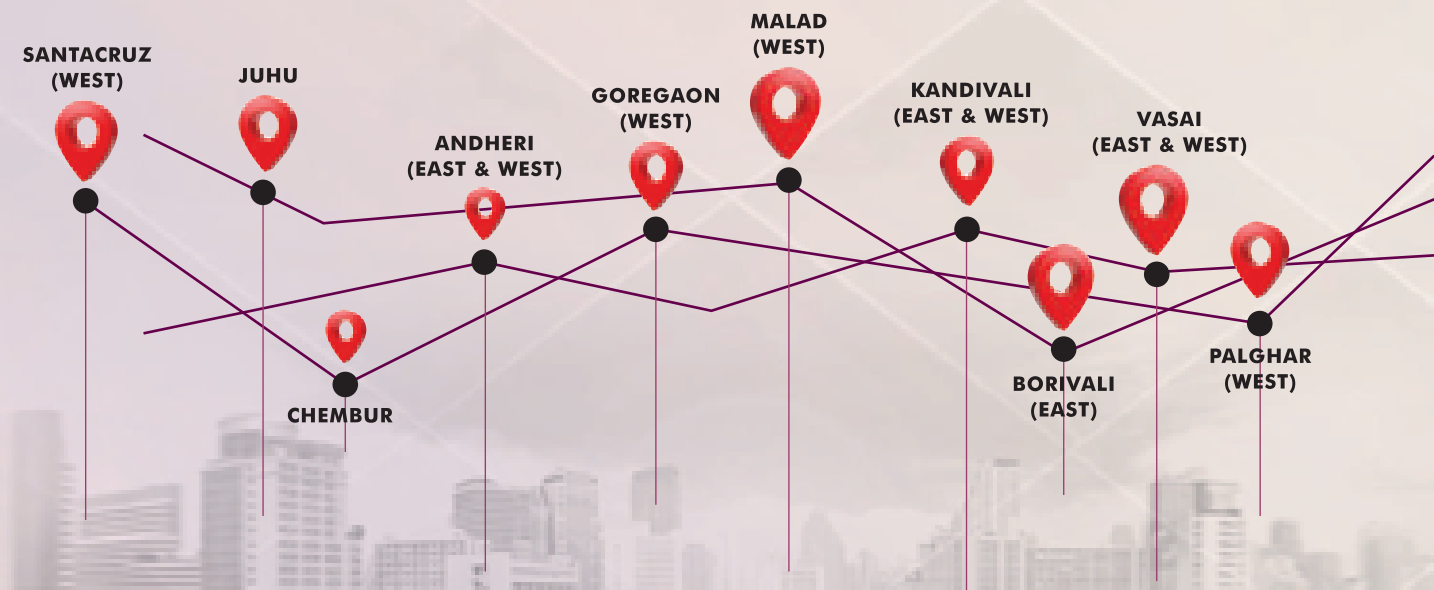 SANTACRUZ
(WEST)
JUHU
CHEMBUR
ANDHERI
(EAST & WEST)
GOREGAON
(WEST)
MALAD
(WEST)
KANDIVALI
(EAST & WEST)
BORIVALI
(EAST)
VASAI
(EAST & WEST)
PALGHAR
(WEST)